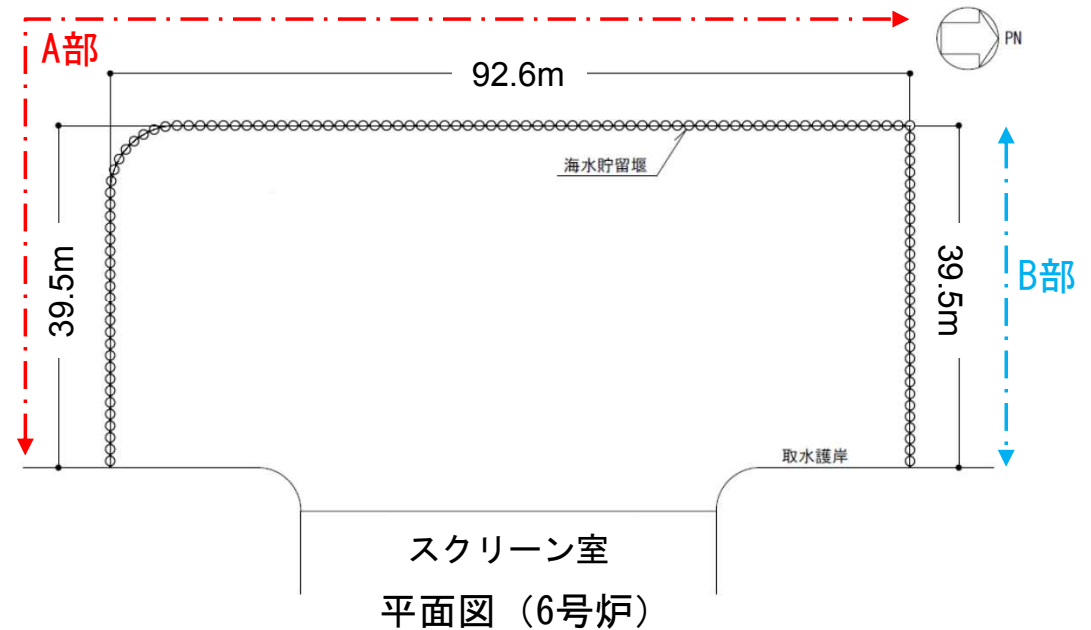 A部
PN
92.6m
海水貯留堰
39.5m
39.5m
B部
取水護岸
スクリーン室
平面図（6号炉）